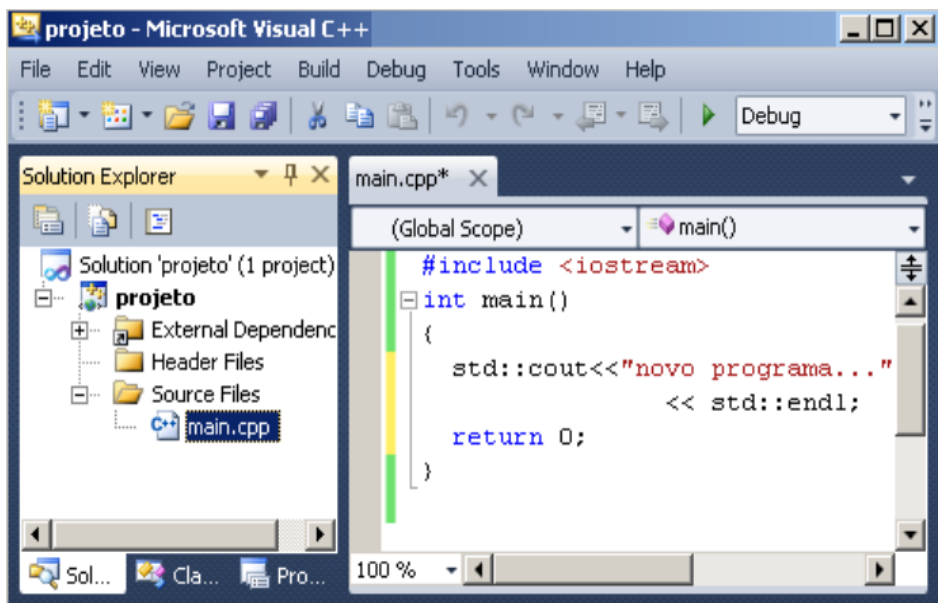 projeto - Microsoft Visual C++
File Edit View Project Build Debug Tools Window Help
Debug
Solution Explorer
Solution 'projeto' (1 project)
projeto
External Dependenc
Header Files
Source Files
main.cpp
Sol... Cla... Pro...
main.cpp*
(Global Scope) main()
#include <iostream>
int main()
{
std::cout<<"novo programa..."
<< std::endl;
return 0;
}
100 %